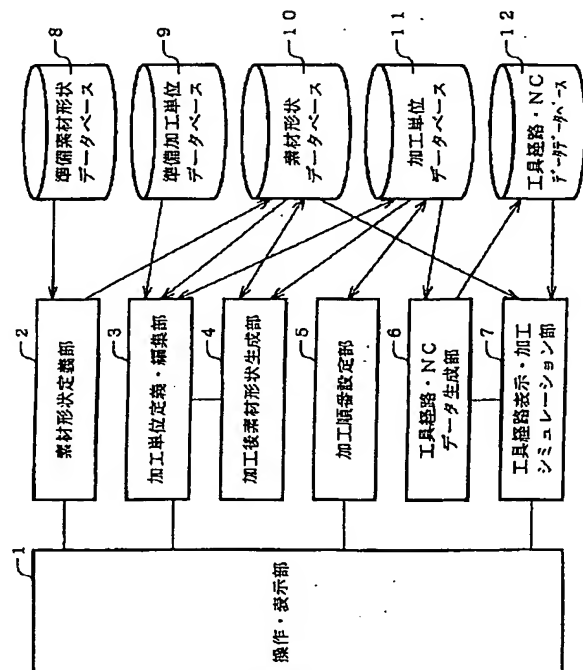 1
操作・表示部
2
素材形状定義部
3
加工単位定義・編集部
4
加工後素材形状生成部
5
加工順番設定部
6
工具経路・NC
データ生成部
7
工具経路表示・加工
シミュレーション部
8
準備素材形状
データベース
9
準備加工単位
データベース
10
素材形状
データベース
11
加工単位
データベース
12
工具経路・NC
データデータベース